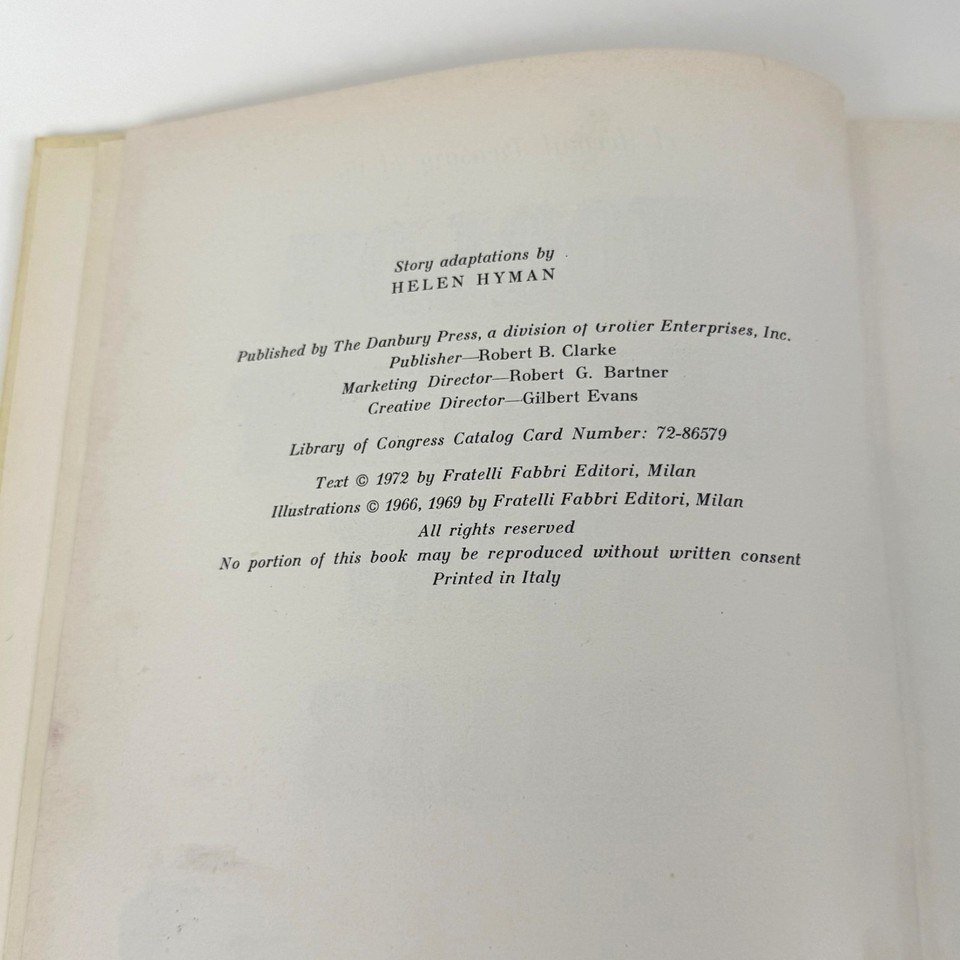 Story adaptations by
HELEN HYMAN
Published by The Danbury Press, a division of Grolier Enterprises, Inc.
Publisher—Robert B. Clarke
Marketing Director—Robert G. Bartner
Creative Director—Gilbert Evans
Library of Congress Catalog Card Number: 72-86579
Text © 1972 by Fratelli Fabbri Editori, Milan
Illustrations © 1966, 1969 by Fratelli Fabbri Editori, Milan
All rights reserved
No portion of this book may be reproduced without written consent
Printed in Italy